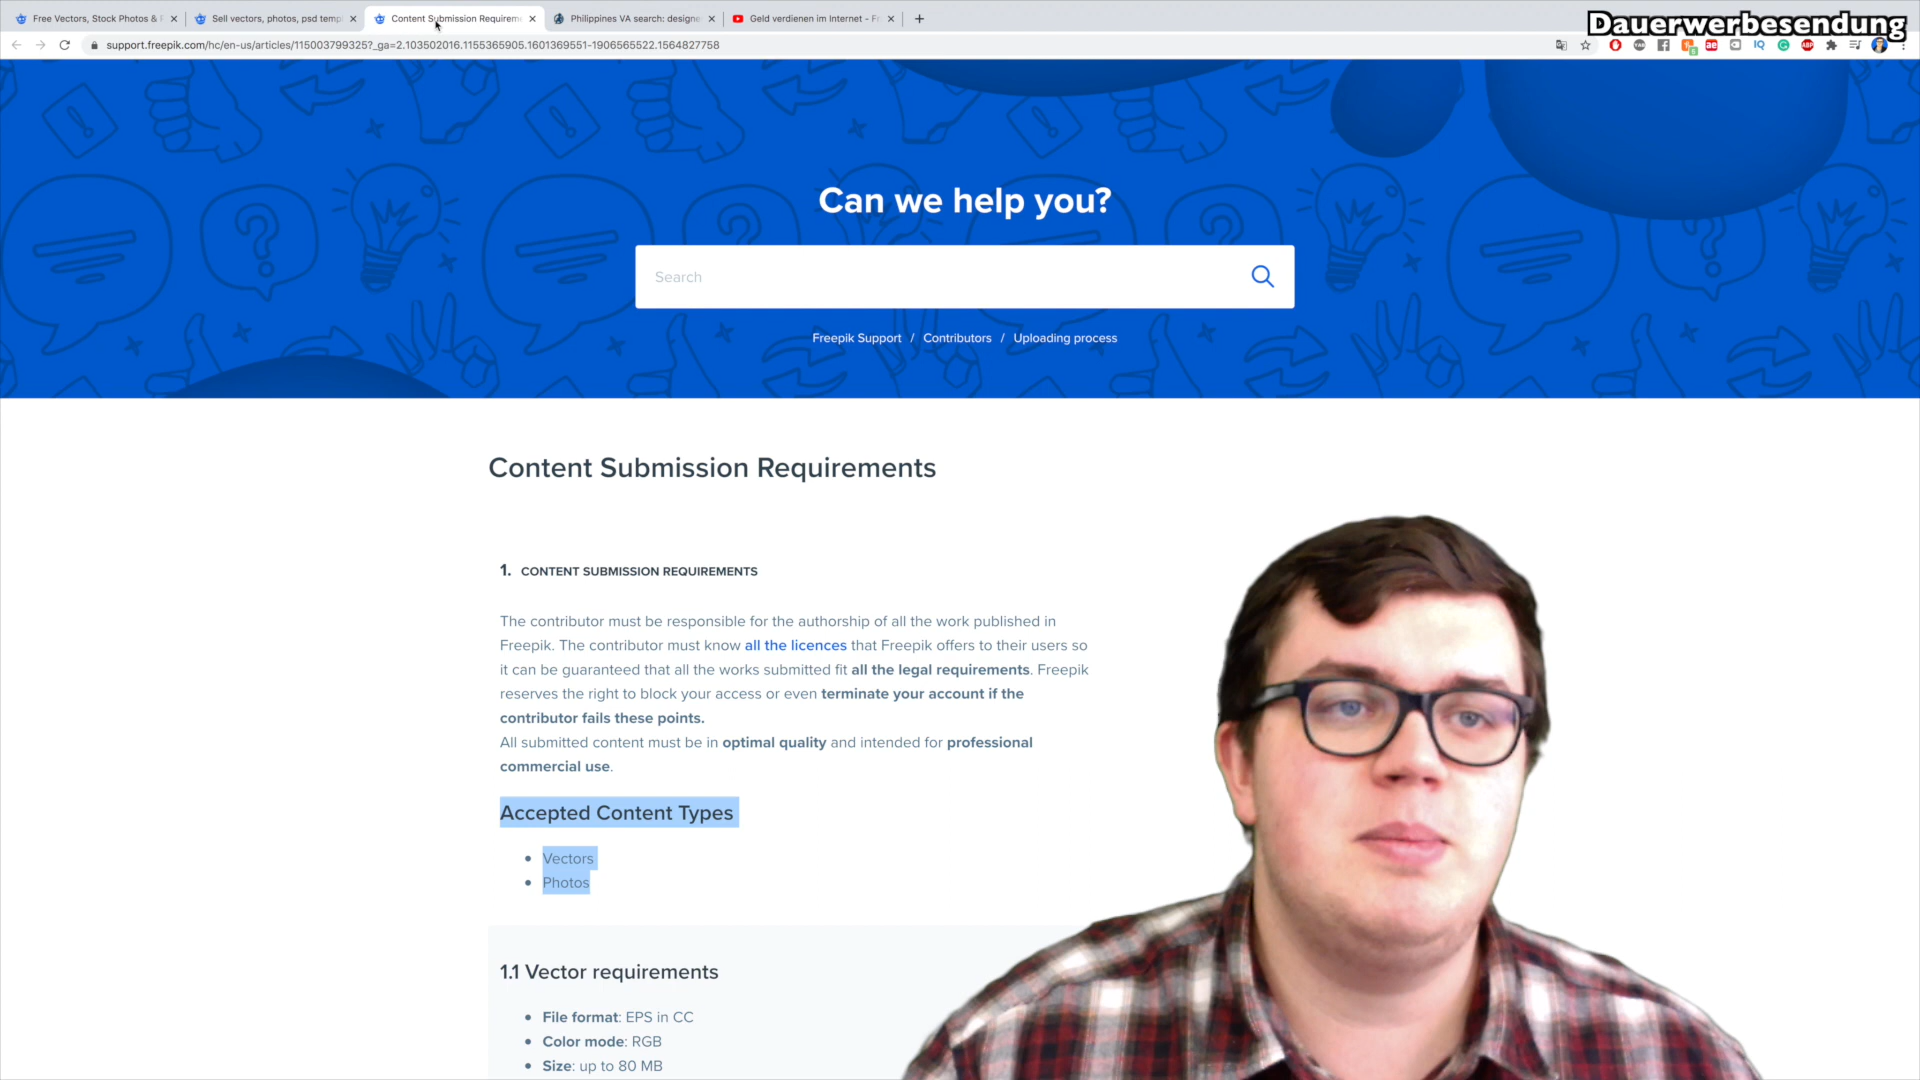 Free Vectors, Stock Photos &
Sell vectors, photos, psd temp
Content Submission Requirem
Philippines VA search: designe
Geld verdienen im Internet - F
Dauerwerbesendung
support.freepik.com/hc/en-us/articles/115003799325?_ga=2.103502016.1155365905.1601369551-1906565522.1564827758
Can we help you?
Search
Freepik Support / Contributors / Uploading process
Content Submission Requirements
1. CONTENT SUBMISSION REQUIREMENTS
The contributor must be responsible for the authorship of all the work published in
Freepik. The contributor must know all the licences that Freepik offers to their users so
it can be guaranteed that all the works submitted fit all the legal requirements. Freepik
reserves the right to block your access or even terminate your account if the
contributor fails these points.
All submitted content must be in optimal quality and intended for professional
commercial use.
Accepted Content Types
• Vectors
• Photos
1.1 Vector requirements
• File format: EPS in CC
• Color mode: RGB
• Size: up to 80 MB